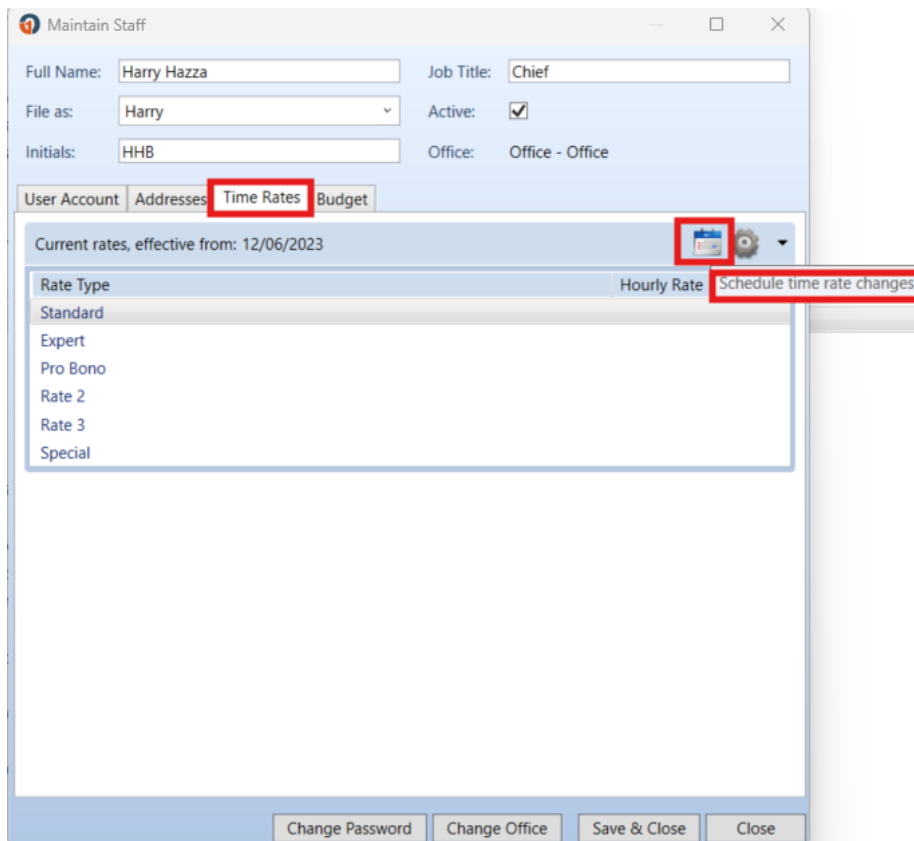 Maintain Staff
Full Name: Harry Hazza Job Title: Chief
File as: Harry Active:
Initials: HHB Office: Office - Office
User Account Addresses Time Rates Budget
Current rates, effective from: 12/06/2023
Rate Type Hourly Rate Schedule time rate changes
Standard
Expert
Pro Bono
Rate 2
Rate 3
Special
Change Password Change Office Save & Close Close